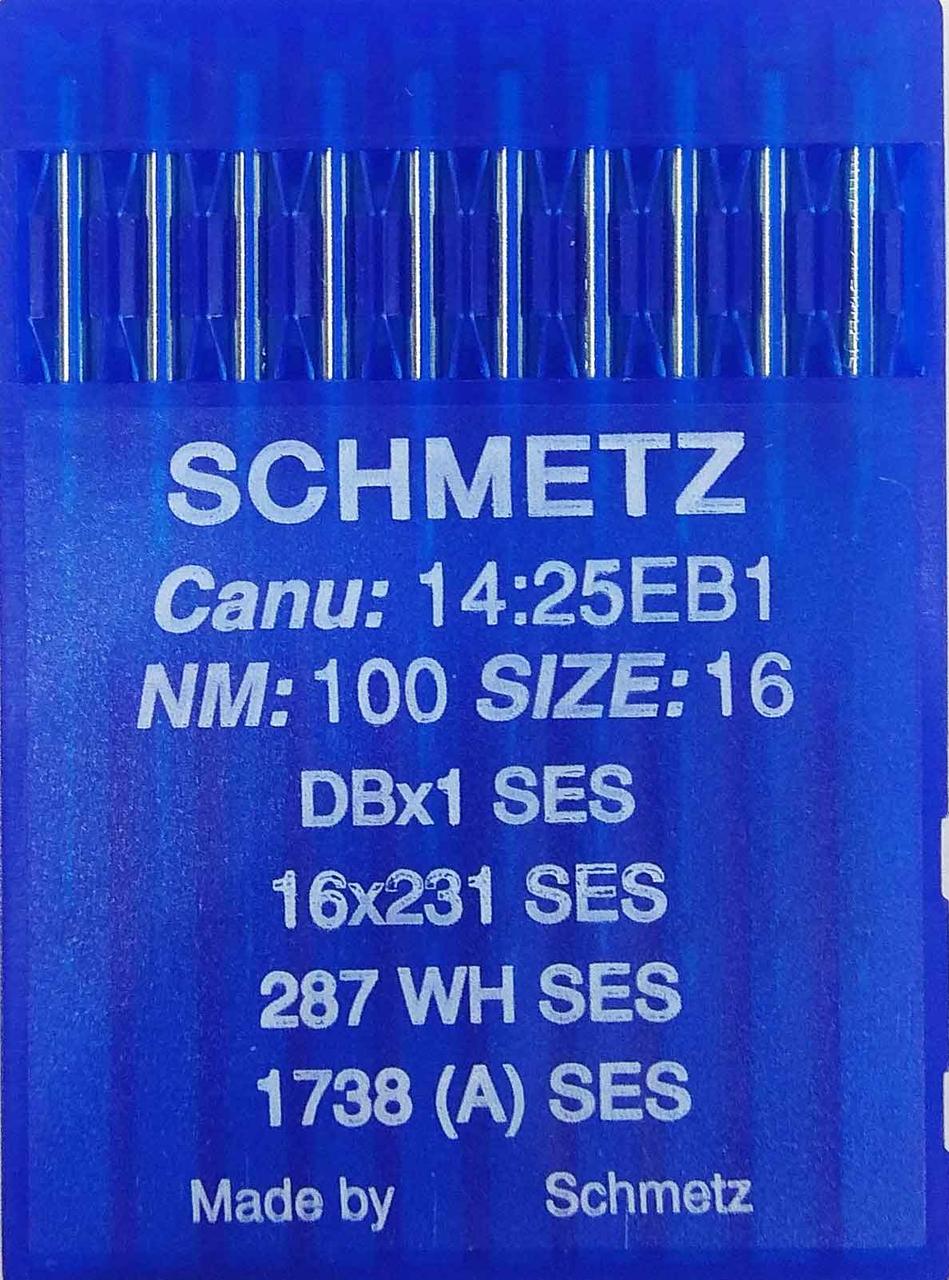 SCHMETZ
Canu: 14:25EB1
NM: 100 SIZE: 16
DBx1 SES
16x231 SES
287 WH SES
1738 (A) SES
Made by Schmetz